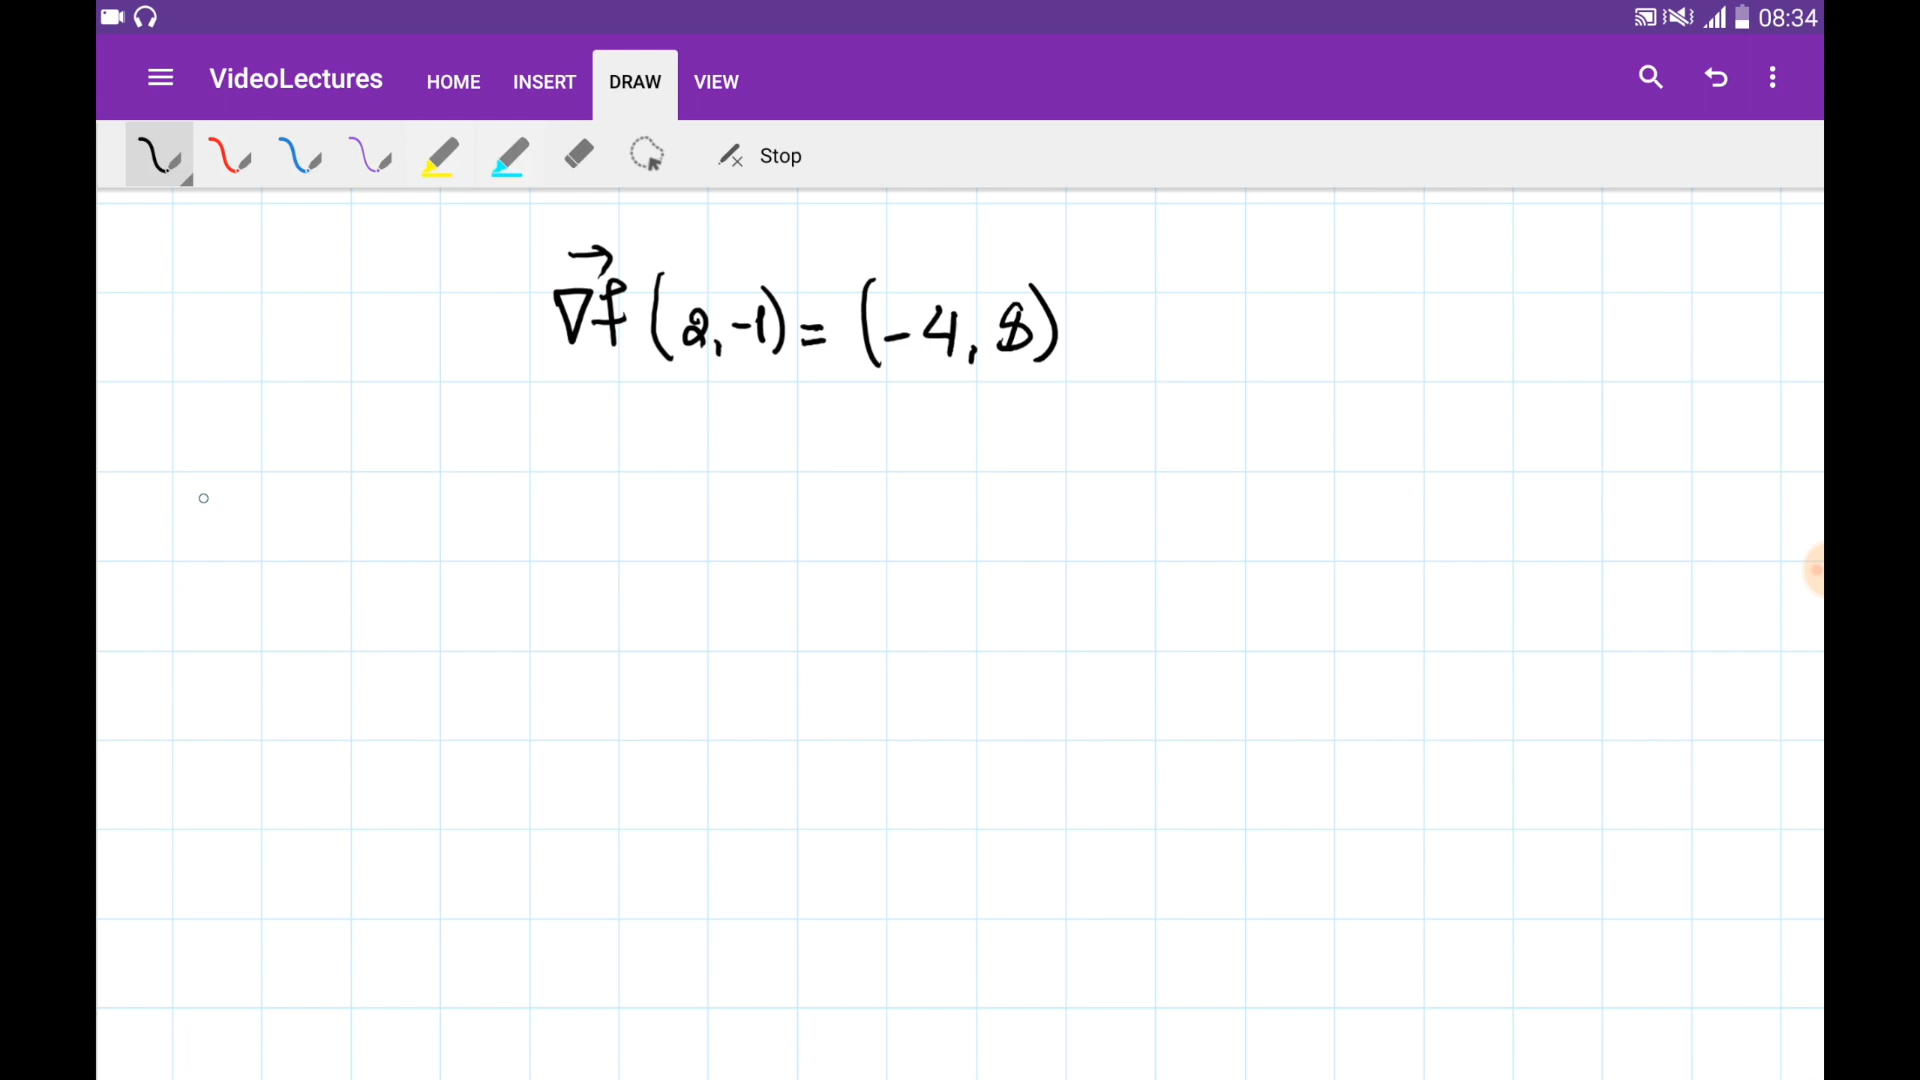 08:34
VideoLectures HOME INSERT DRAW VIEW
Stop
∇f⃗ (2,-1) = (-4, 8)